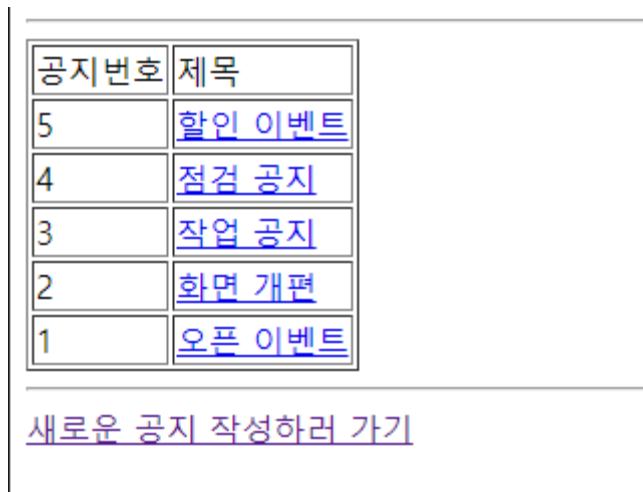 공지번호 제목
5 할인 이벤트
4 점검 공지
3 작업 공지
2 화면 개편
1 오픈 이벤트
새로운 공지 작성하러 가기